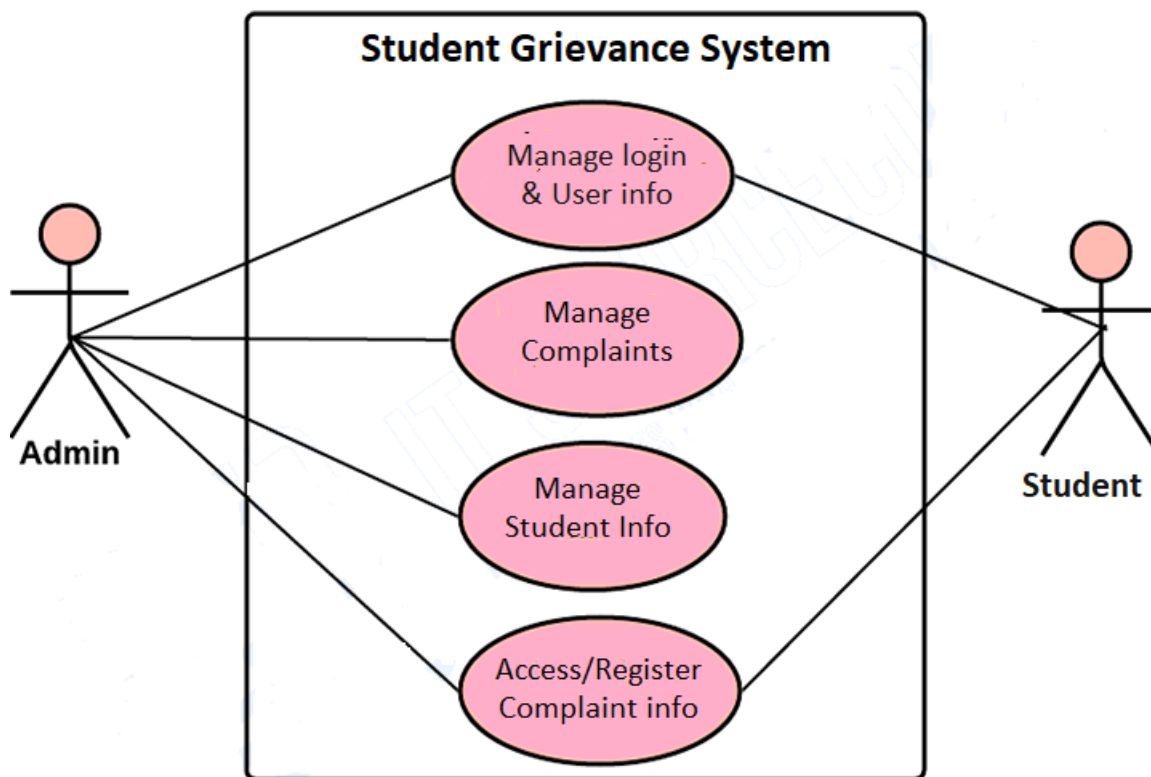 Student Grievance System
Manage login
& User info
Manage
Complaints
Admin
Manage
Student Info
Student
Access/Register
Complaint info